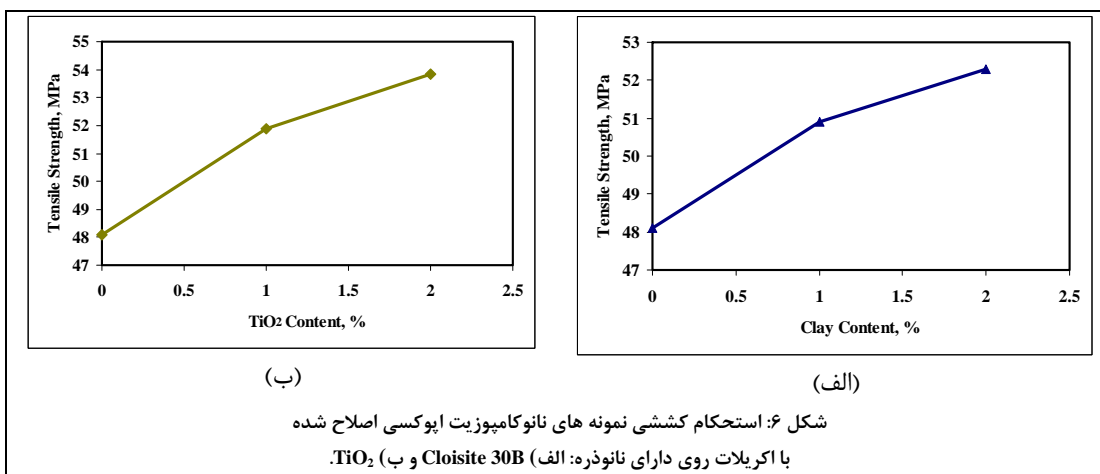 55
54
53
52
51
50
49
48
47
0 0.5 1 1.5 2 2.5
Tensile Strength, MPa
TiO2 Content, %
(ب)
53
52
51
50
49
48
47
0 0.5 1 1.5 2 2.5
Tensile Strength, MPa
Clay Content, %
(الف)
شکل ۶: استحکام کششی نمونه های نانوکامپوزیت اپوکسی اصلاح شده
با اکریلات روی دارای نانوذره: الف) Cloisite 30B و ب) TiO2.